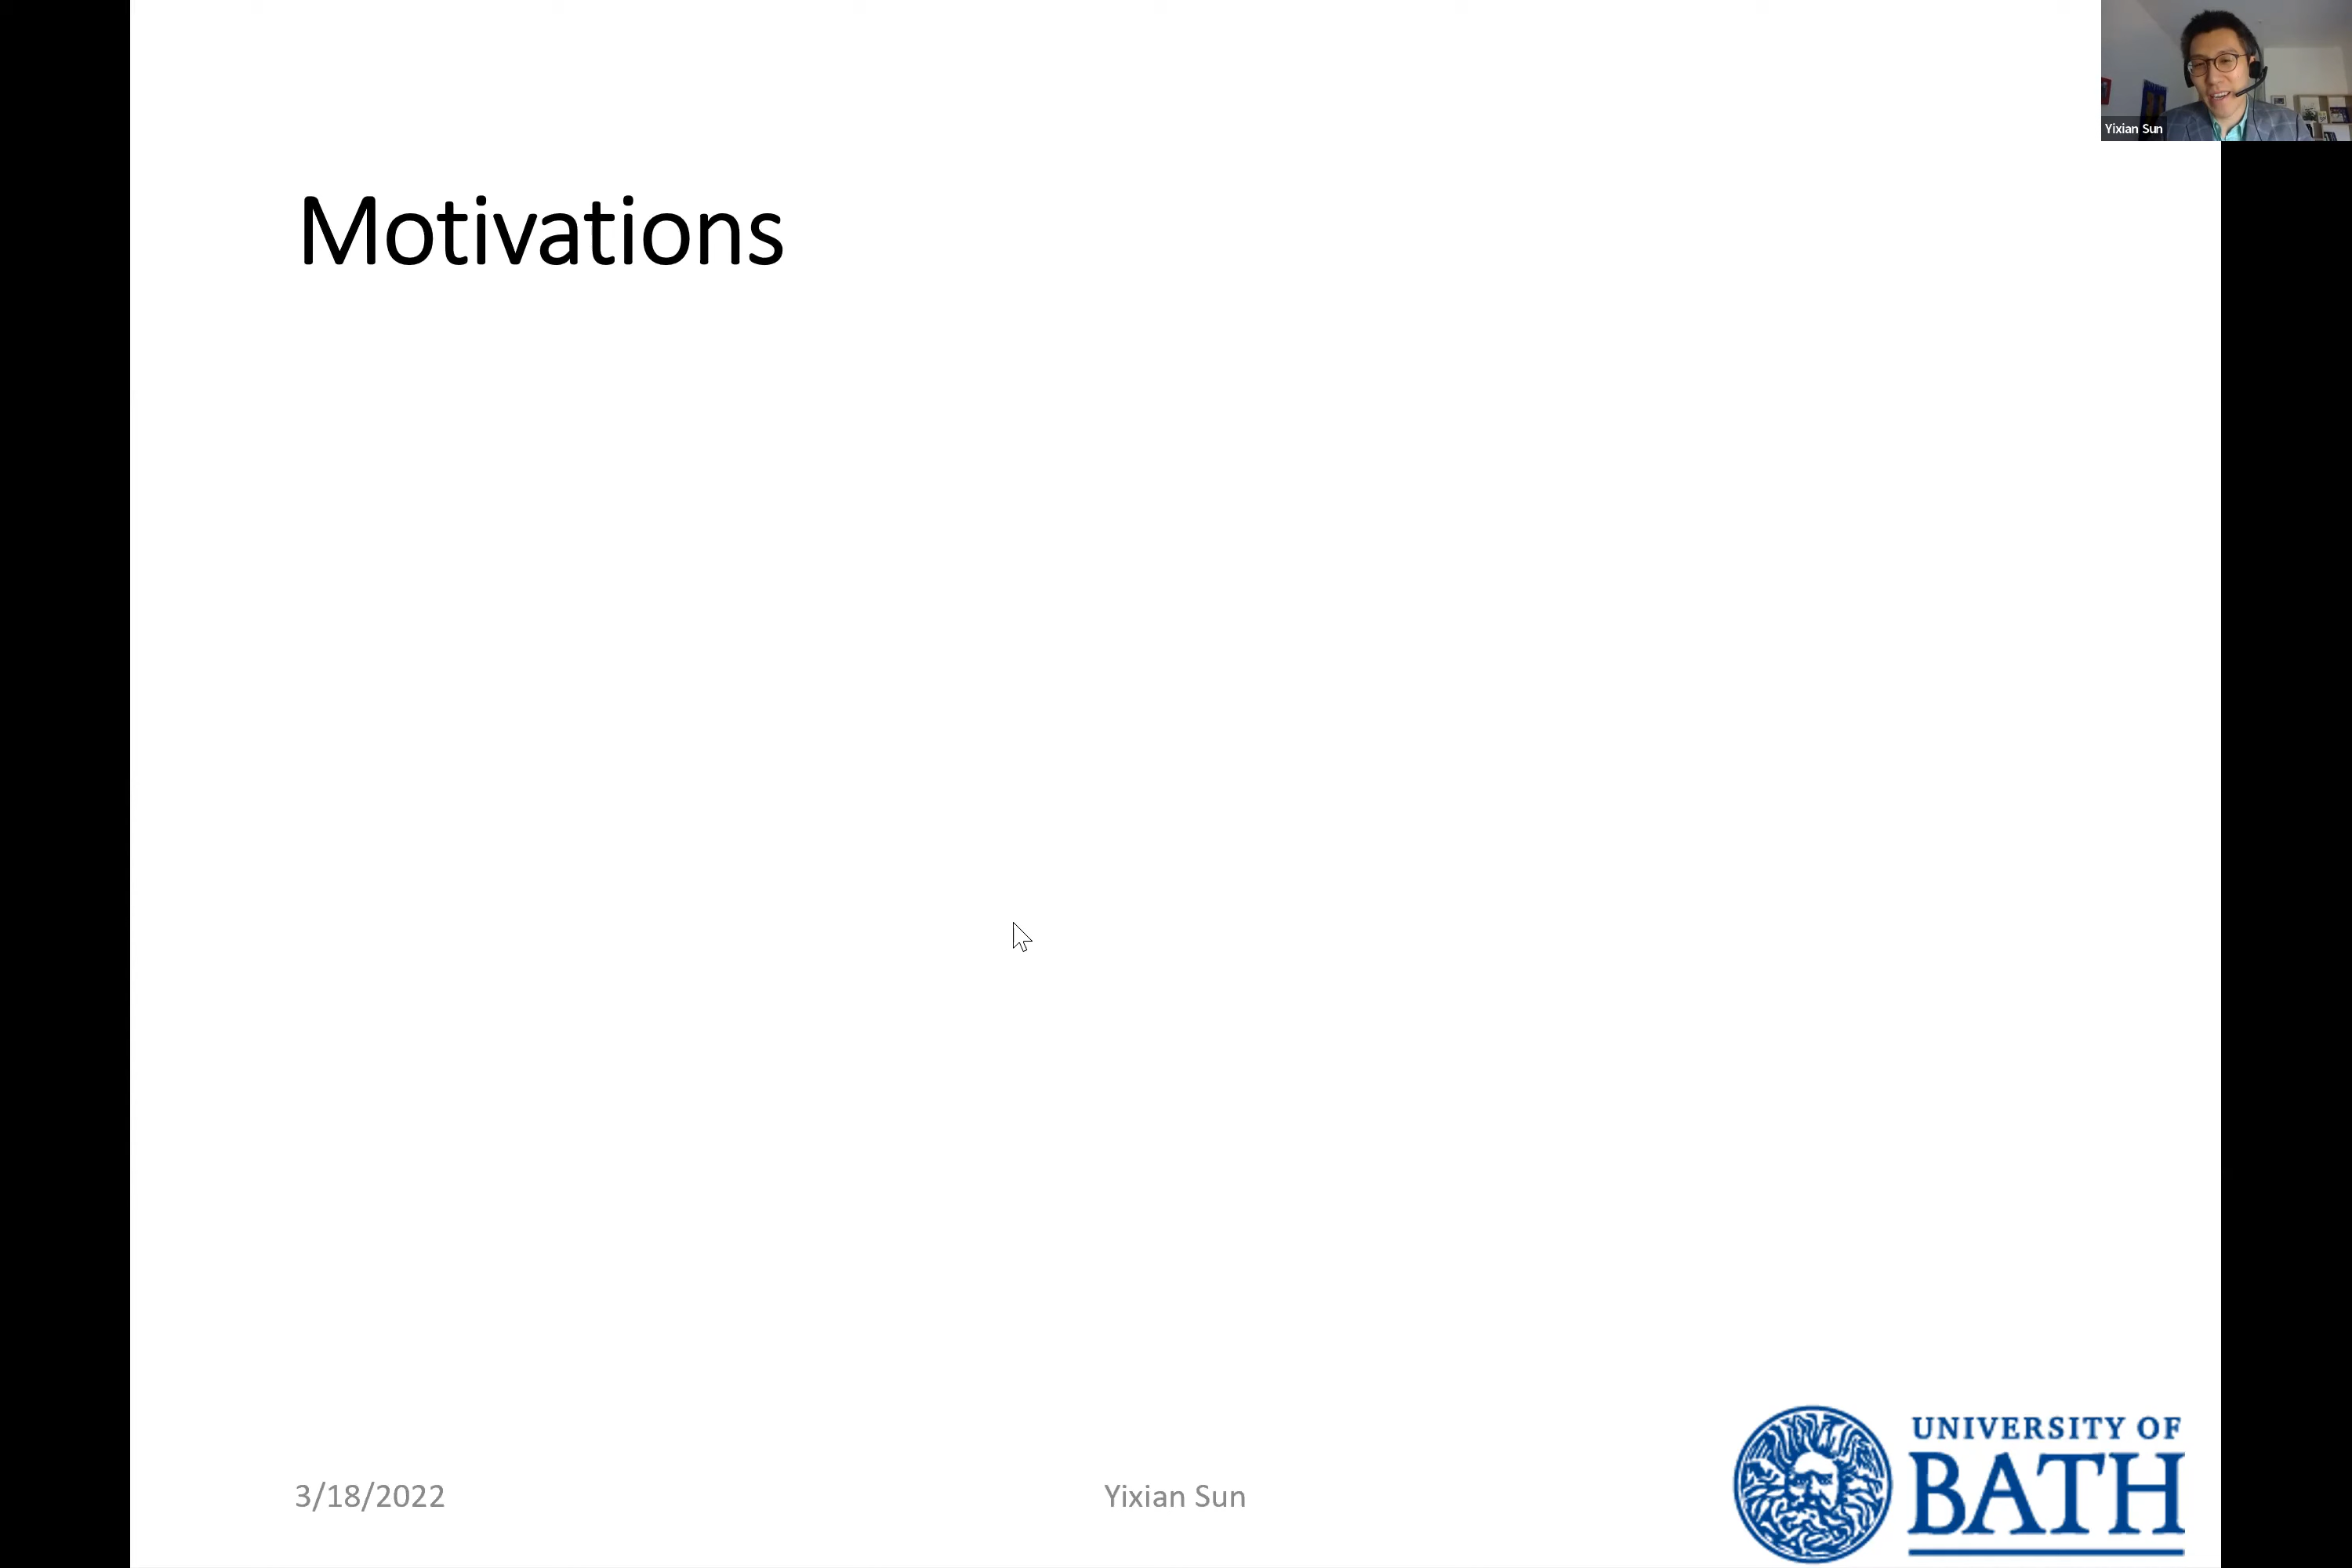 Yixian Sun
Motivations
3/18/2022
Yixian Sun
UNIVERSITY OF
BATH